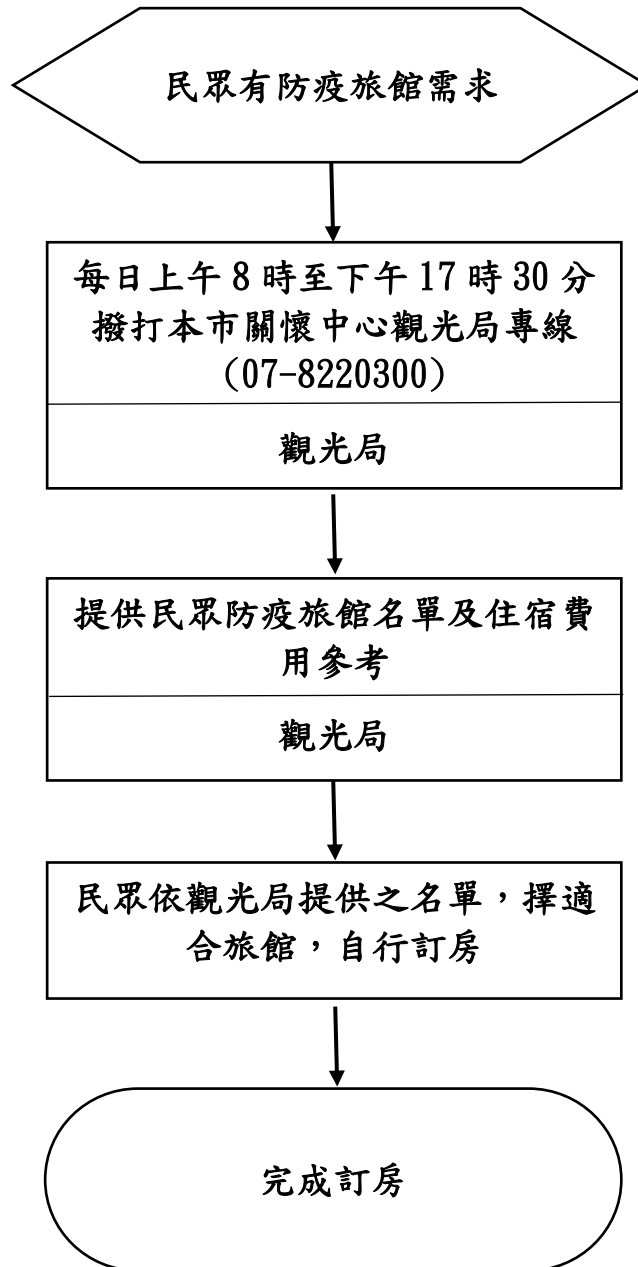 民眾有防疫旅館需求
每日上午 8 時至下午 17 時 30 分
撥打本市關懷中心觀光局專線
(07-8220300)
觀光局
提供民眾防疫旅館名單及住宿費
用參考
觀光局
民眾依觀光局提供之名單，擇適
合旅館，自行訂房
完成訂房